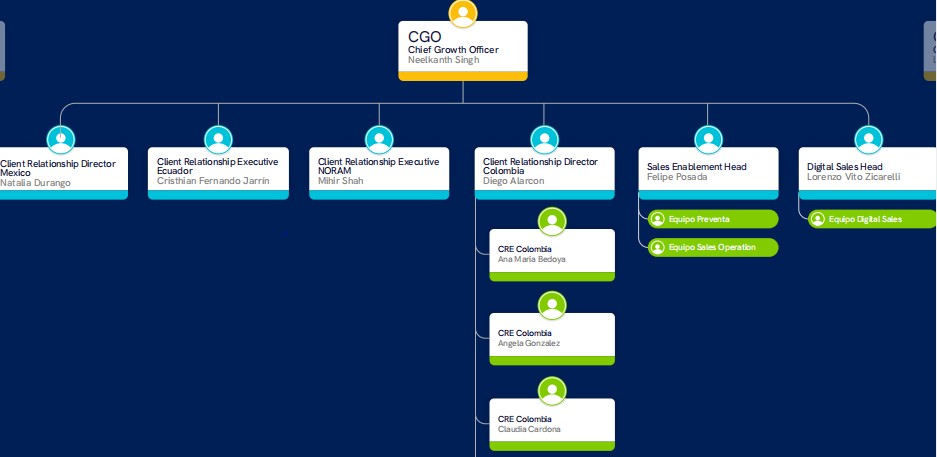 CGO
Chief Growth Officer
Neelkanth Singh
Client Relationship Director
Mexico
Natalia Durango
Client Relationship Executive
Ecuador
Cristhian Fernando Jarrín
Client Relationship Executive
NORAM
Mihir Shah
Client Relationship Director
Colombia
Diego Alarcon
Sales Enablement Head
Felipe Posada
Digital Sales Head
Lorenzo Vito Zicarelli
Equipo Preventa
Equipo Sales Operation
Equipo Digital Sales
CRE Colombia
Ana Maria Bedoya
CRE Colombia
Angela Gonzalez
CRE Colombia
Claudia Cardona